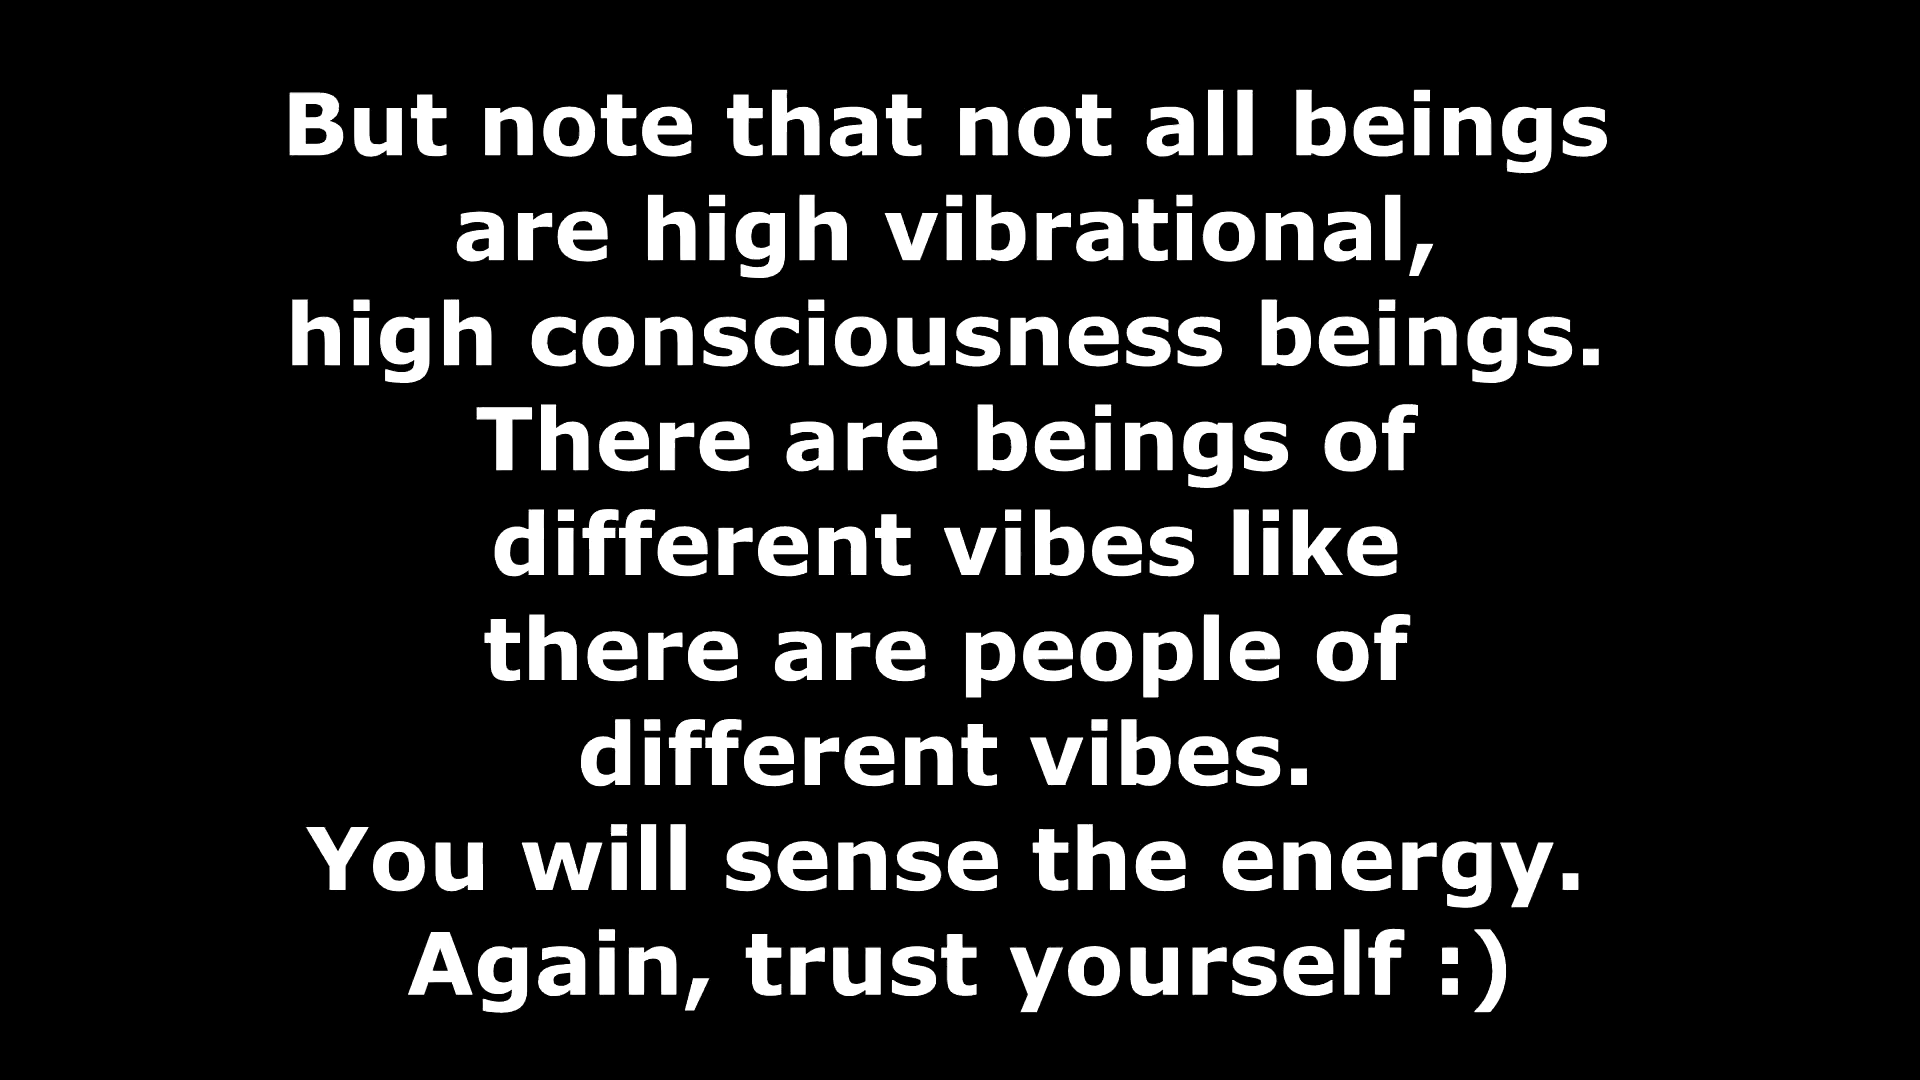 But note that not all beings
are high vibrational,
high consciousness beings.
There are beings of
different vibes like
there are people of
different vibes.
You will sense the energy.
Again, trust yourself :)